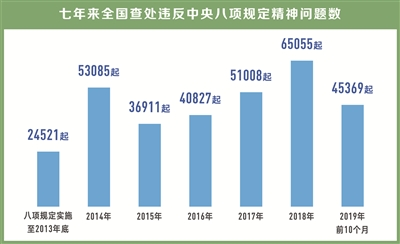 七年来全国查处违反中央八项规定精神问题数
65055起
53085起
51008起
45369起
40827起
36911起
24521起
八项规定实施
至2013年底
2014年
2015年
2016年
2017年
2018年
2019年
前10个月